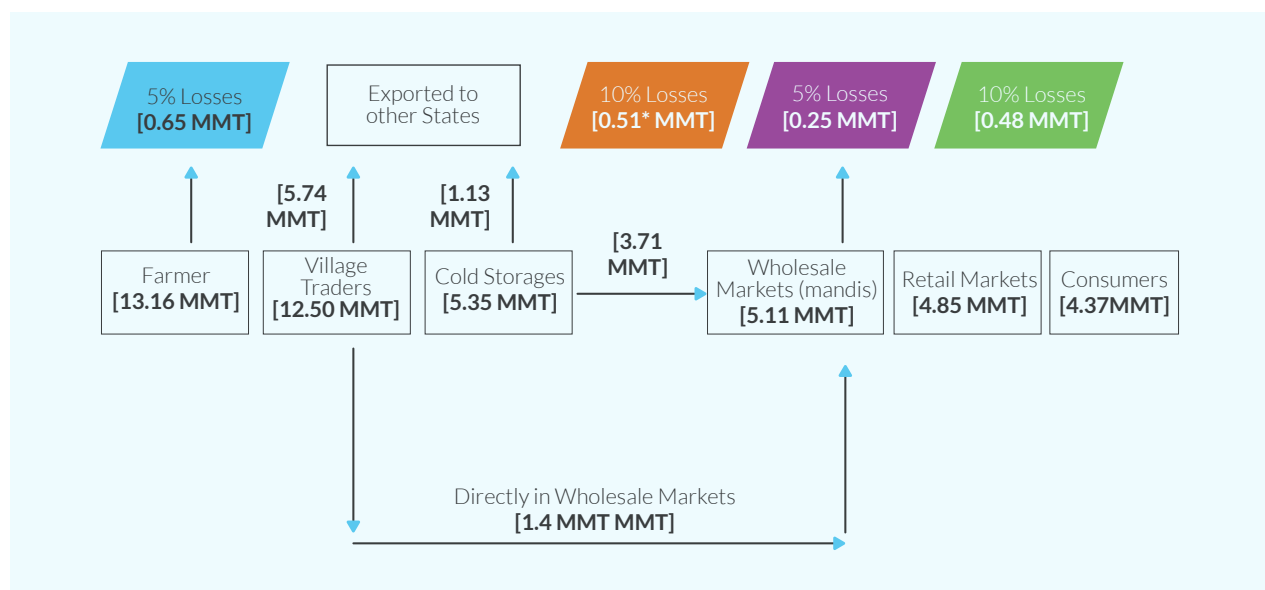 5% Losses
[0.65 MMT]
Exported to
other States
10% Losses
[0.51* MMT]
5% Losses
[0.25 MMT]
10% Losses
[0.48 MMT]
[5.74
MMT]
[1.13
MMT]
[3.71
MMT]
Farmer
[13.16 MMT]
Village
Traders
[12.50 MMT]
Cold Storages
[5.35 MMT]
Wholesale
Markets (mandis)
[5.11 MMT]
Retail Markets
[4.85 MMT]
Consumers
[4.37MMT]
Directly in Wholesale Markets
[1.4 MMT MMT]